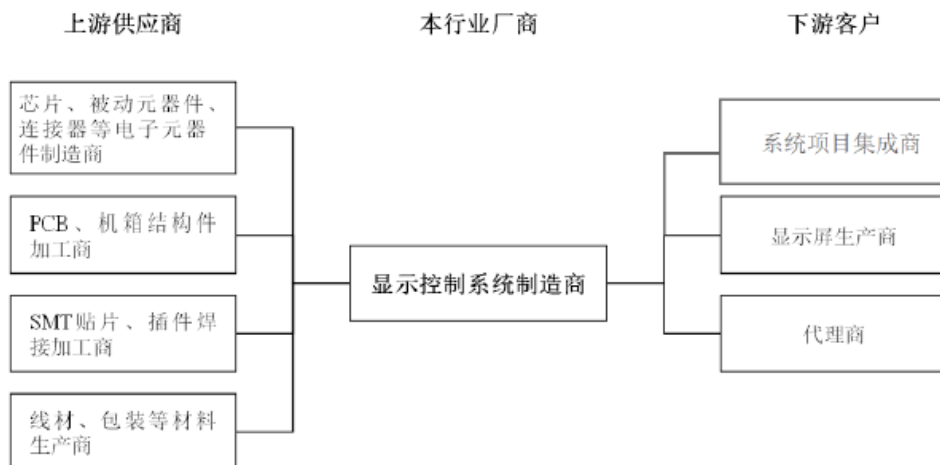 上游供应商
本行业厂商
下游客户
芯片、被动元器件、
连接器等电子元器
件制造商
PCB、机箱结构件
加工商
SMT贴片、插件焊
接加工商
线材、包装等材料
生产商
显示控制系统制造商
系统项目集成商
显示屏生产商
代理商